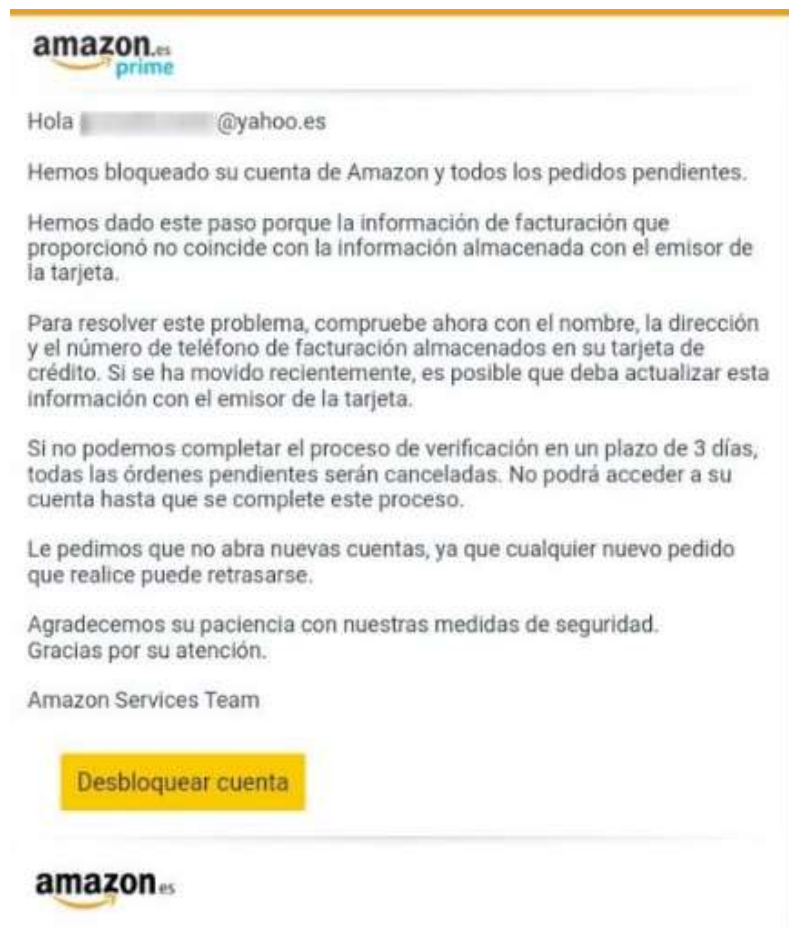 amazon.es
prime
Hola @yahoo.es
Hemos bloqueado su cuenta de Amazon y todos los pedidos pendientes.
Hemos dado este paso porque la información de facturación que
proporcionó no coincide con la información almacenada con el emisor de
la tarjeta.
Para resolver este problema, compruebe ahora con el nombre, la dirección
y el número de teléfono de facturación almacenados en su tarjeta de
crédito. Si se ha movido recientemente, es posible que deba actualizar esta
información con el emisor de la tarjeta.
Si no podemos completar el proceso de verificación en un plazo de 3 días,
todas las órdenes pendientes serán canceladas. No podrá acceder a su
cuenta hasta que se complete este proceso.
Le pedimos que no abra nuevas cuentas, ya que cualquier nuevo pedido
que realice puede retrasarse.
Agradecemos su paciencia con nuestras medidas de seguridad.
Gracias por su atención.
Amazon Services Team
Desbloquear cuenta
amazon.es